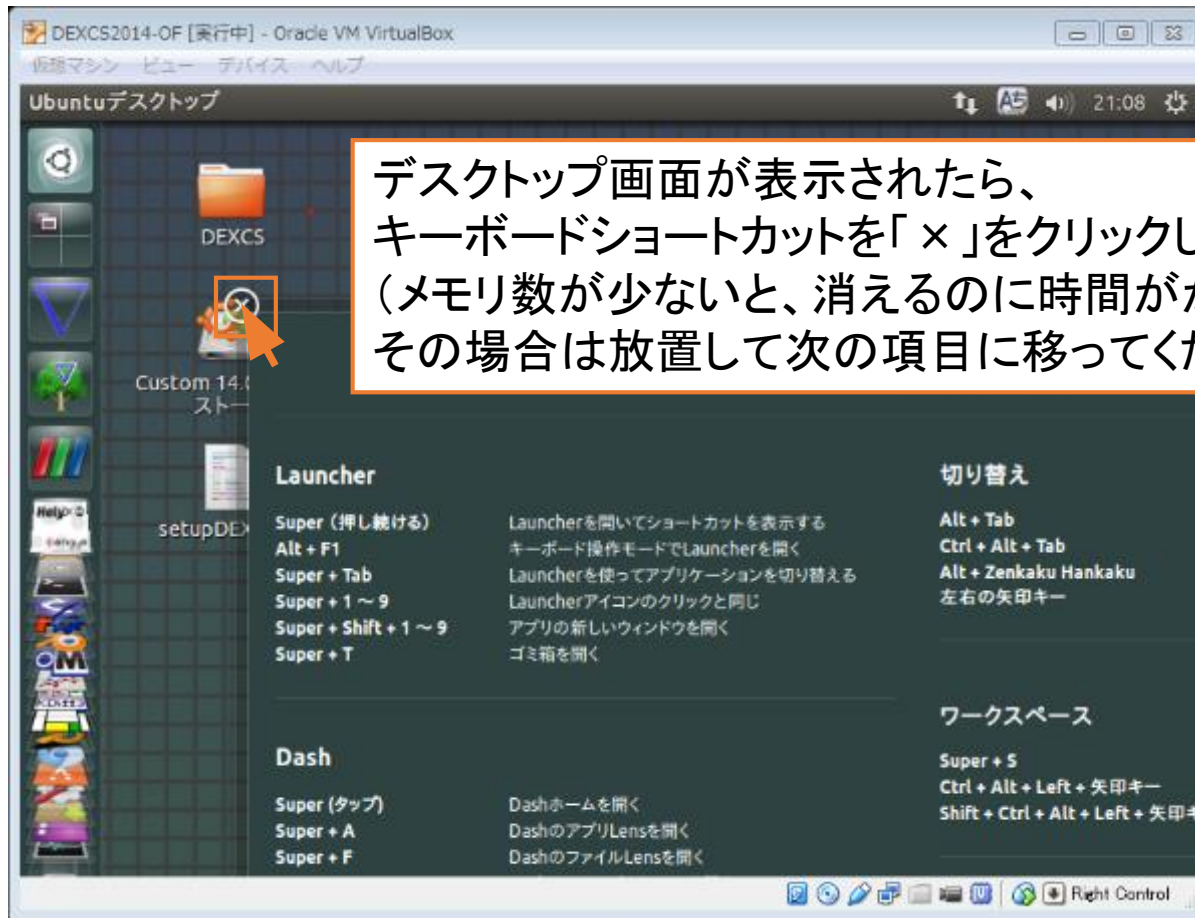 DEXCS2014-OF [実行中] - Oracle VM VirtualBox
仮想マシン ビュー デバイス ヘルプ
Ubuntuデスクトップ
21:08
デスクトップ画面が表示されたら、
キーボードショートカットを「×」をクリックし
(メモリ数が少ないと、消えるのに時間が
その場合は放置して次の項目に移ってく
DEXCS
Custom 14.
スト
setupDEX
Launcher
Super (押し続ける) Launcherを開いてショートカットを表示する
Alt + F1 キーボード操作モードでLauncherを開く
Super + Tab Launcherを使ってアプリケーションを切り替える
Super + 1 ～ 9 Launcherアイコンのクリックと同じ
Super + Shift + 1 ～ 9 アプリの新しいウィンドウを開く
Super + T ゴミ箱を開く
切り替え
Alt + Tab
Ctrl + Alt + Tab
Alt + Zenkaku Hankaku
左右の矢印キー
Dash
Super (タップ) Dashホームを開く
Super + A DashのアプリLensを開く
Super + F DashのファイルLensを開く
ワークスペース
Super + S
Ctrl + Alt + Left + 矢印キー
Shift + Ctrl + Alt + Left + 矢印キ
Right Control